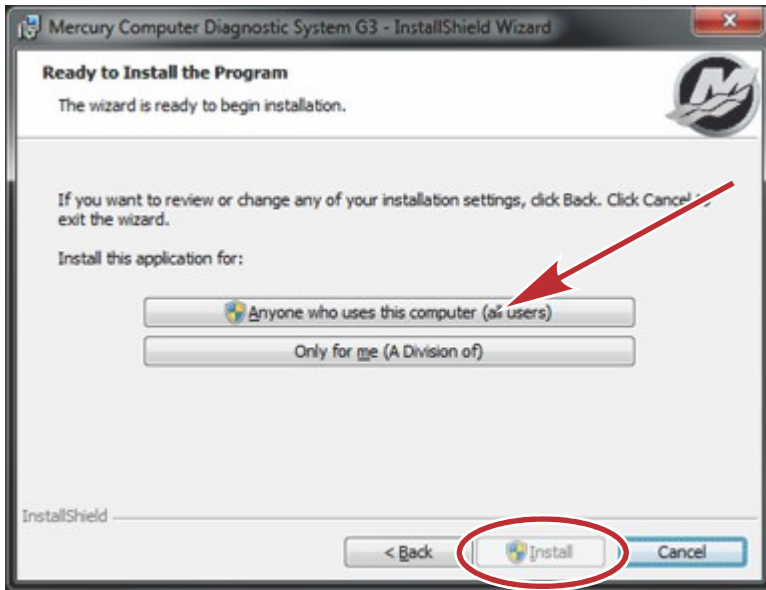 Mercury Computer Diagnostic System G3 - InstallShield Wizard
Ready to Install the Program
The wizard is ready to begin installation.
If you want to review or change any of your installation settings, click Back. Click Cancel to
exit the wizard.
Install this application for:
Anyone who uses this computer (all users)
Only for me (A Division of)
InstallShield
< Back
Install
Cancel